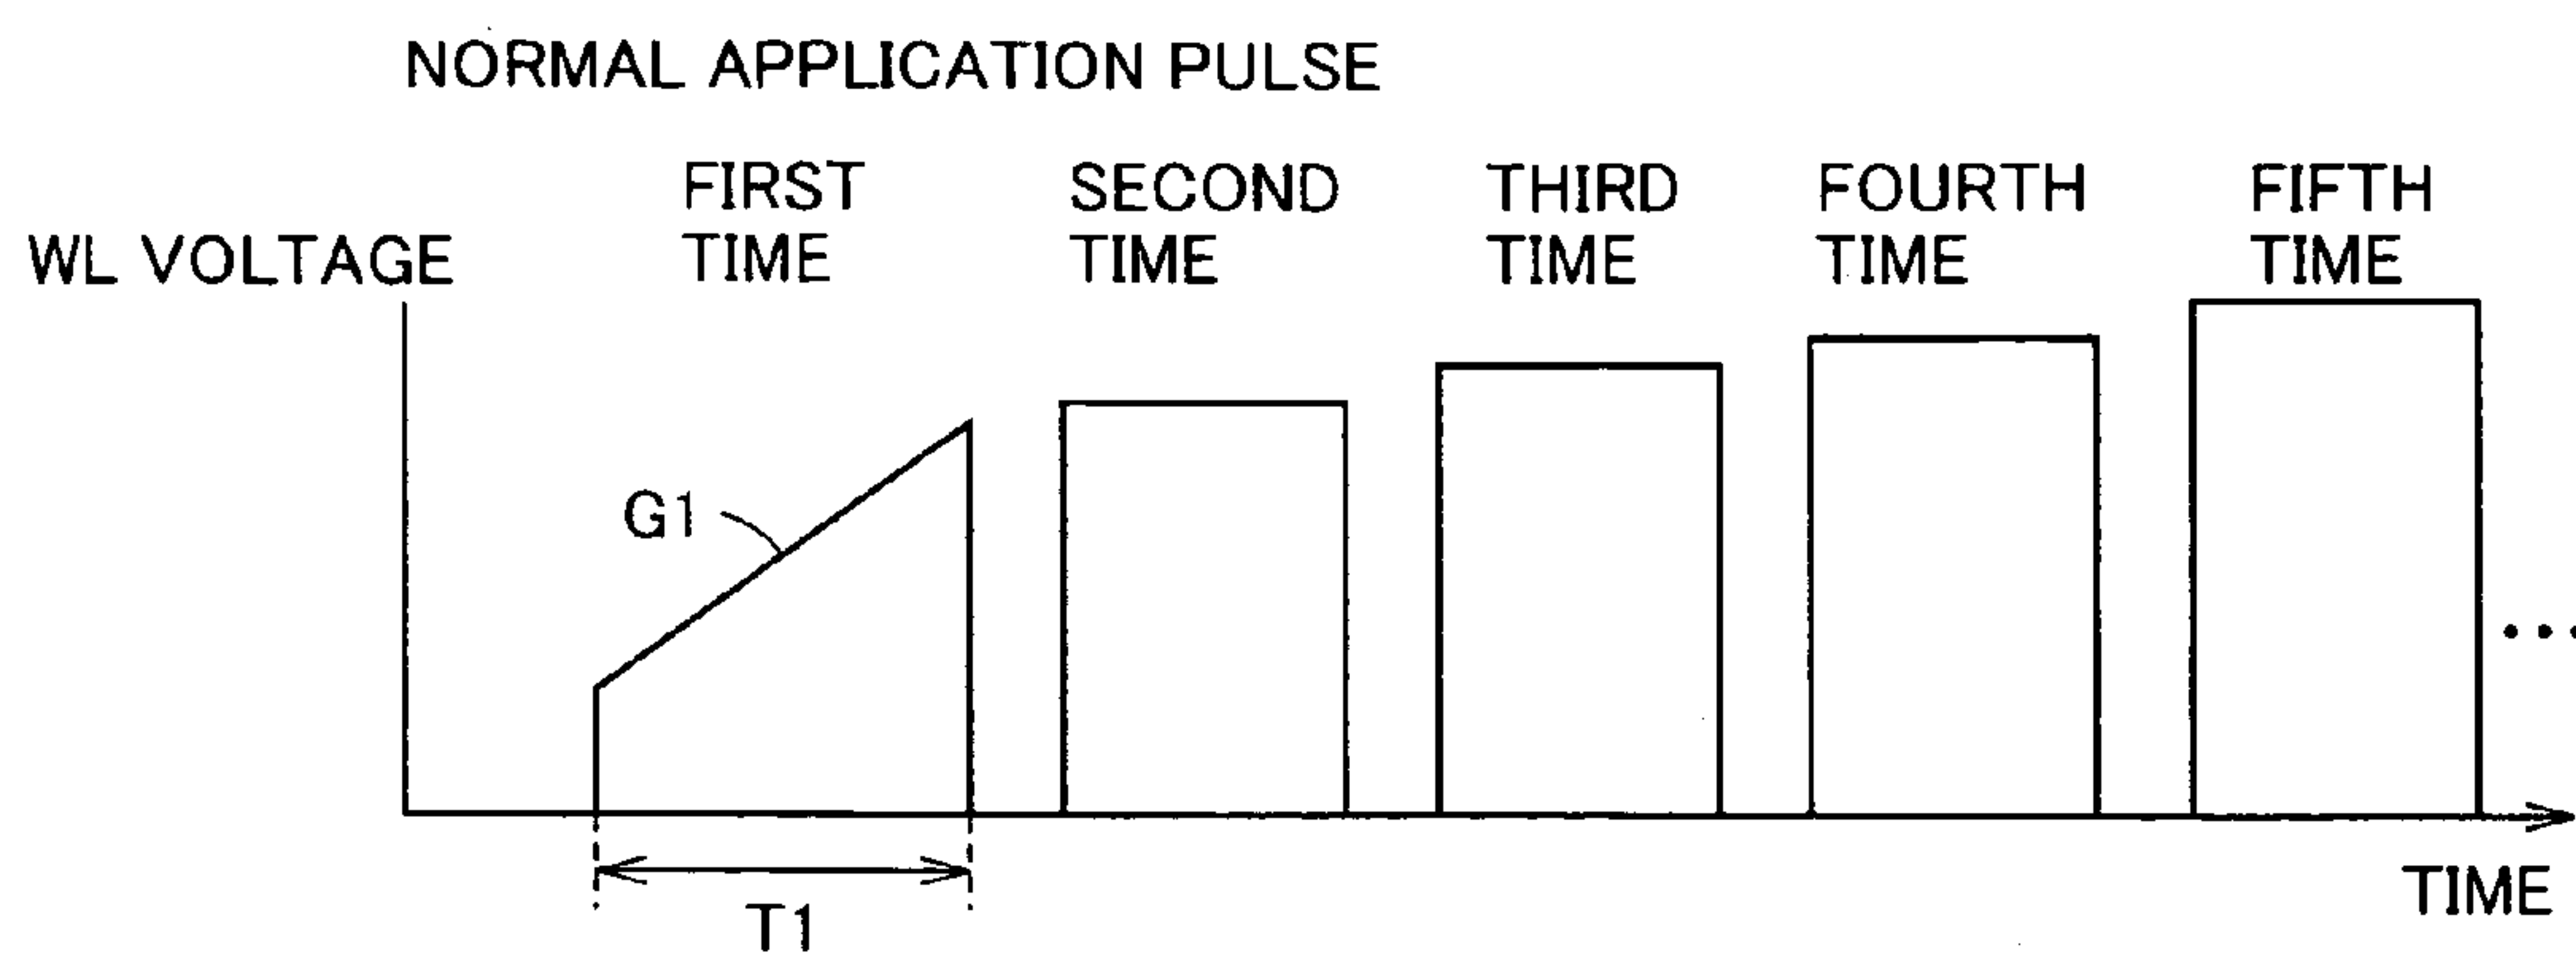 NORMAL APPLICATION PULSE
FIRST TIME
SECOND TIME
THIRD TIME
FOURTH TIME
FIFTH TIME
WL VOLTAGE
G1
...
T1
TIME